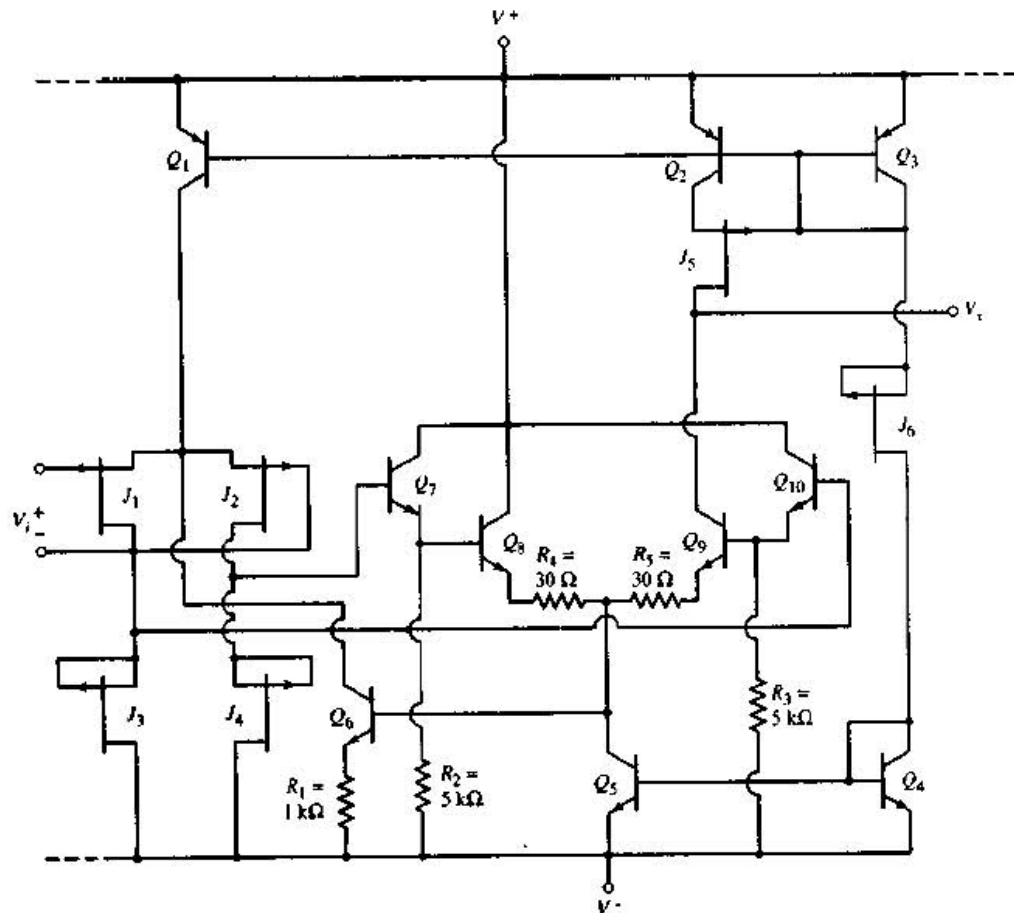 V+
Q1
Q2
Q3
J5
Vx
J6
J1
J2
Vi + −
Q7
Q10
Q8
Q9
R4 =
30 Ω
R5 =
30 Ω
J3
J4
Q6
R3 =
5 kΩ
R1 =
1 kΩ
R2 =
5 kΩ
Q5
Q4
V-